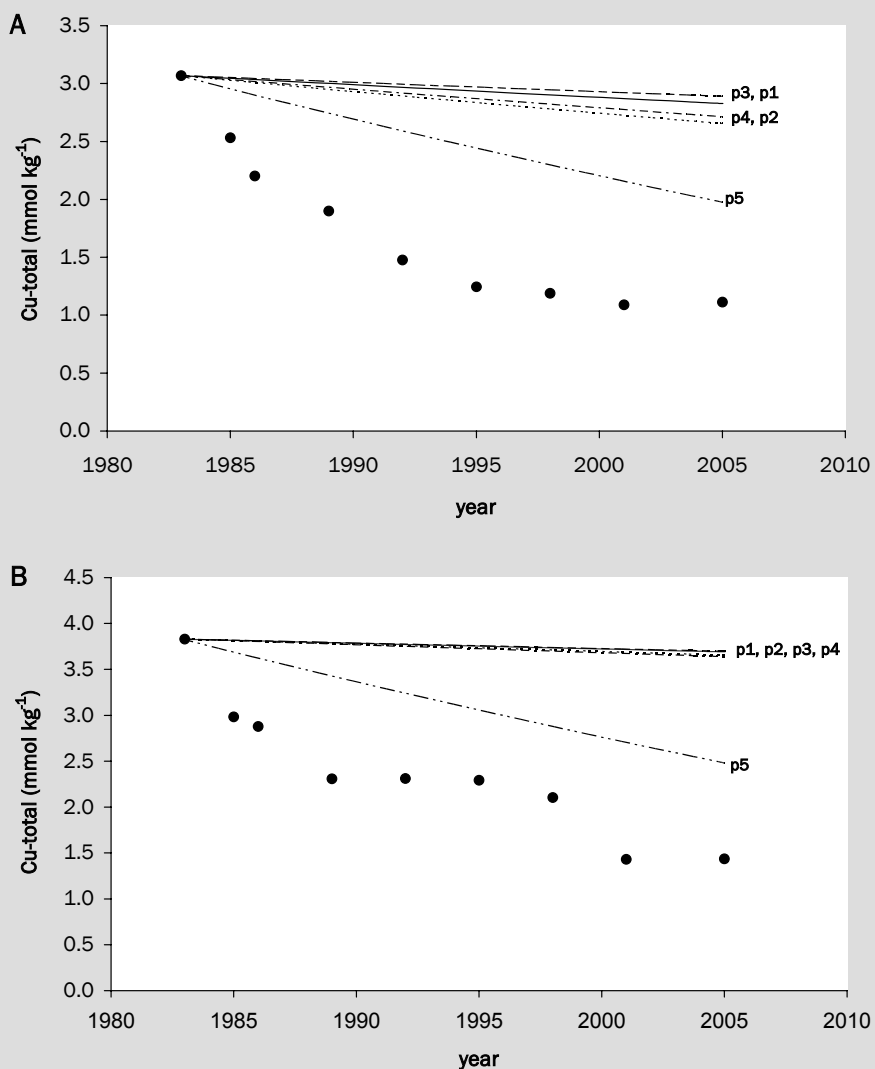 A
3.5
3.0
2.5
2.0
1.5
1.0
0.5
0.0
Cu-total (mmol kg-1)
p3, p1
p4, p2
p5
1980 1985 1990 1995 2000 2005 2010
year
B
4.5
4.0
3.5
3.0
2.5
2.0
1.5
1.0
0.5
0.0
Cu-total (mmol kg-1)
p1, p2, p3, p4
p5
1980 1985 1990 1995 2000 2005 2010
year